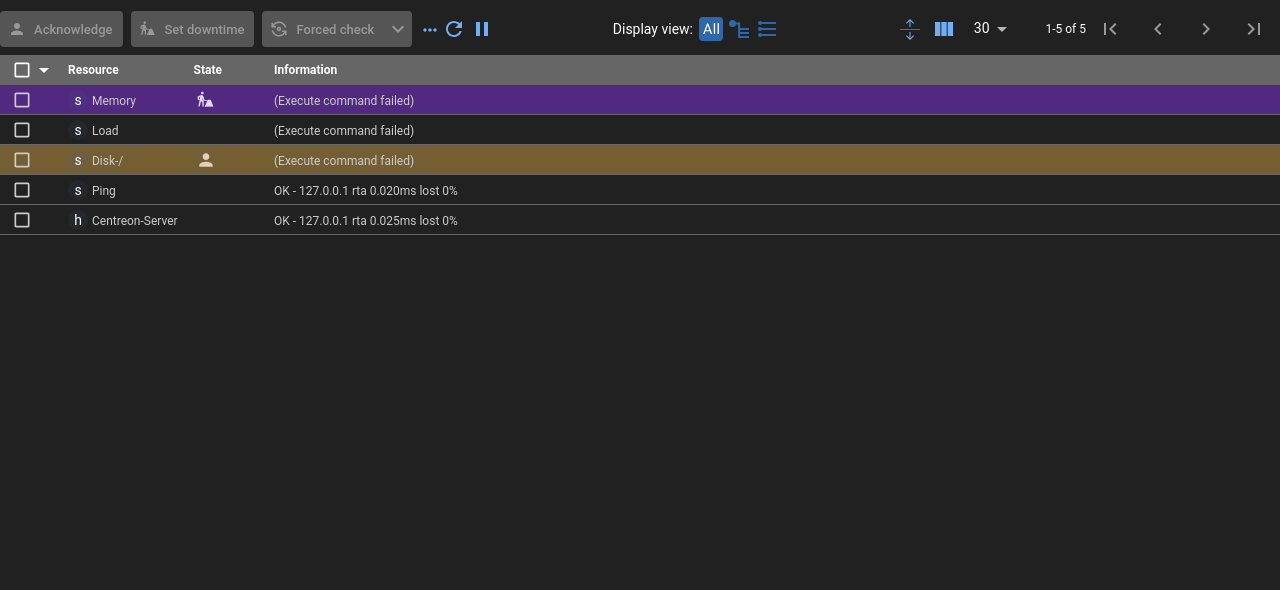 Acknowledge Set downtime Forced check ... Display view: All 30 1-5 of 5
Resource State Information
s Memory (Execute command failed)
s Load (Execute command failed)
s Disk-/ (Execute command failed)
s Ping OK - 127.0.0.1 rta 0.020ms lost 0%
h Centreon-Server OK - 127.0.0.1 rta 0.025ms lost 0%